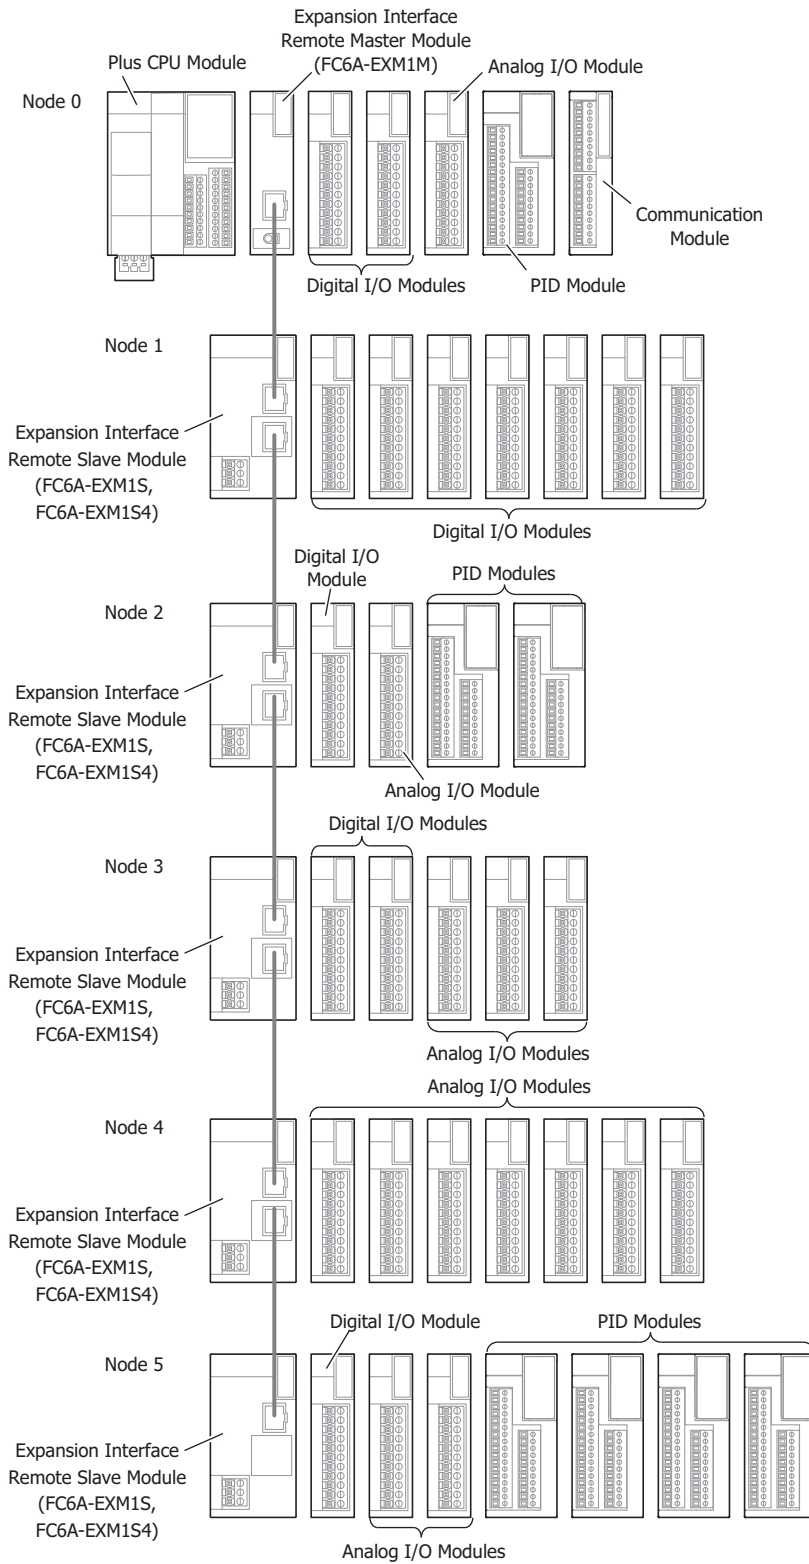 Expansion Interface
Remote Master Module
(FC6A-EXM1M)
Plus CPU Module
Analog I/O Module
Node 0
Communication
Module
Digital I/O Modules
PID Module
Node 1
Expansion Interface
Remote Slave Module
(FC6A-EXM1S,
FC6A-EXM1S4)
Digital I/O Modules
Digital I/O
Module
PID Modules
Node 2
Expansion Interface
Remote Slave Module
(FC6A-EXM1S,
FC6A-EXM1S4)
Analog I/O Module
Digital I/O Modules
Node 3
Expansion Interface
Remote Slave Module
(FC6A-EXM1S,
FC6A-EXM1S4)
Analog I/O Modules
Analog I/O Modules
Node 4
Expansion Interface
Remote Slave Module
(FC6A-EXM1S,
FC6A-EXM1S4)
Digital I/O Module
PID Modules
Node 5
Expansion Interface
Remote Slave Module
(FC6A-EXM1S,
FC6A-EXM1S4)
Analog I/O Modules